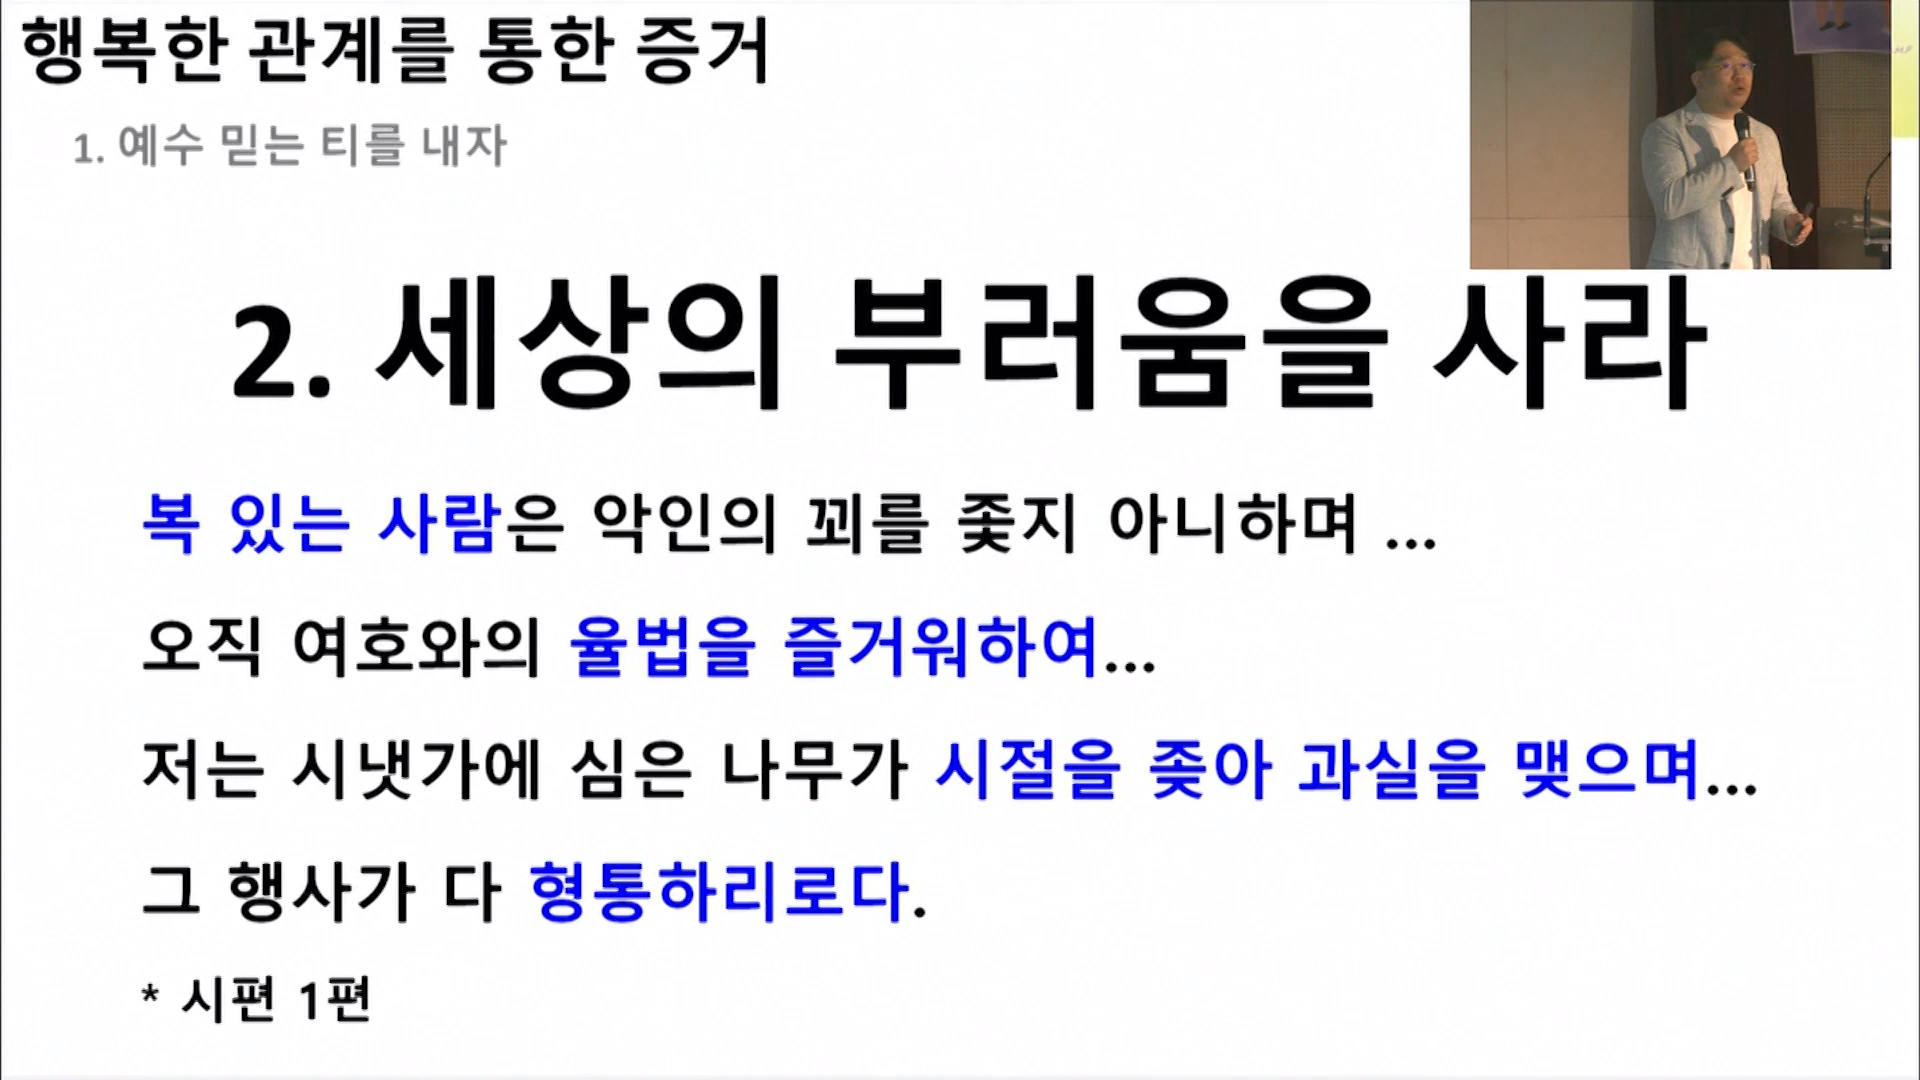 행복한 관계를 통한 증거
1. 예수 믿는 티를 내자
2. 세상의 부러움을 사라
복 있는 사람은 악인의 꾀를 좇지 아니하며 ...
오직 여호와의 율법을 즐거워하여...
저는 시냇가에 심은 나무가 시절을 좇아 과실을 맺으며...
그 행사가 다 형통하리로다.
* 시편 1편